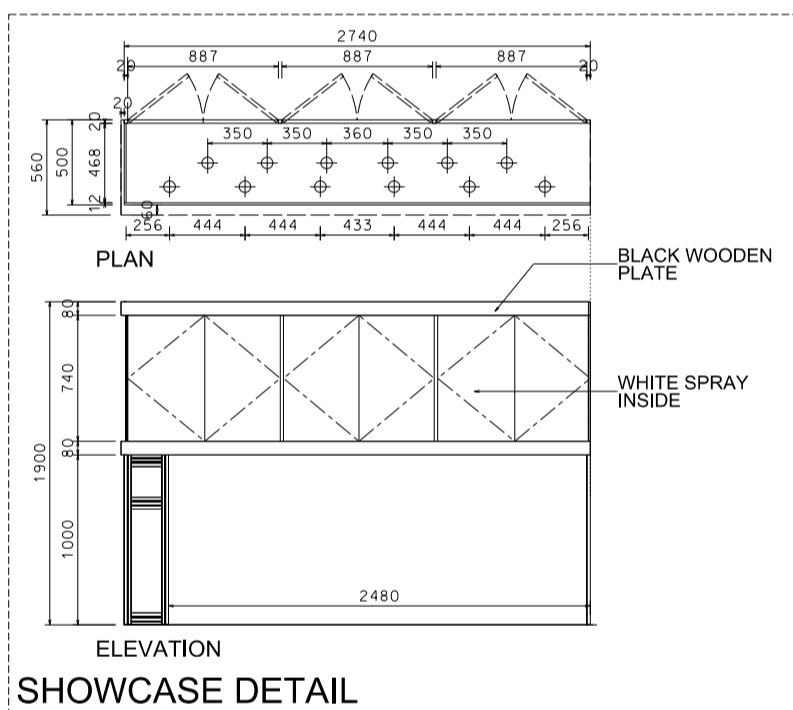 2740
887 887 887
20 20
20
350 350 360 350 350
560 500 20 468 12
60
256 444 444 433 444 444 256
PLAN
BLACK WOODEN
PLATE
80
740
WHITE SPRAY
INSIDE
80
1900
1000
2480
ELEVATION
SHOWCASE DETAIL